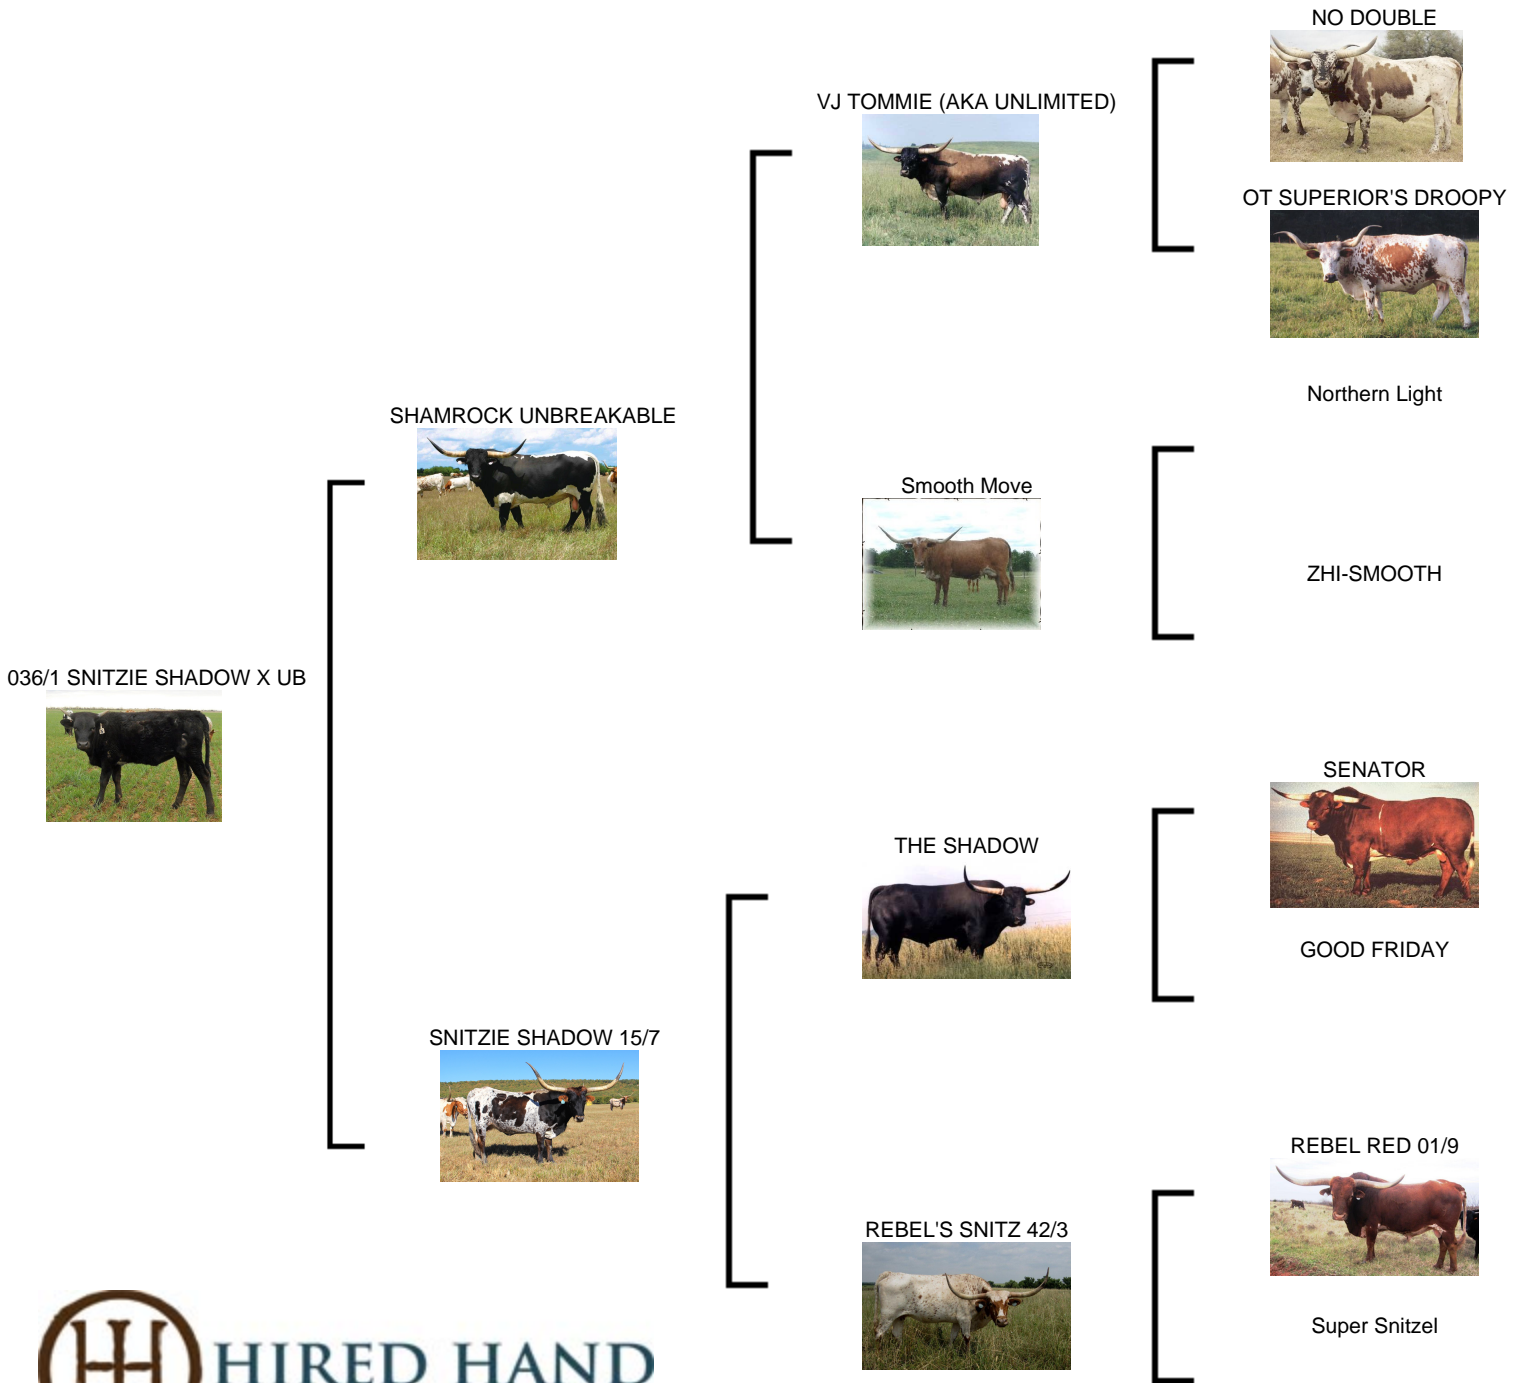 NO DOUBLE
VJ TOMMIE (AKA UNLIMITED)
OT SUPERIOR'S DROOPY
Northern Light
SHAMROCK UNBREAKABLE
Smooth Move
ZHI-SMOOTH
036/1 SNITZIE SHADOW X UB
SENATOR
THE SHADOW
GOOD FRIDAY
SNITZIE SHADOW 15/7
REBEL RED 01/9
REBEL'S SNITZ 42/3
Super Snitzel
HIRED HAND